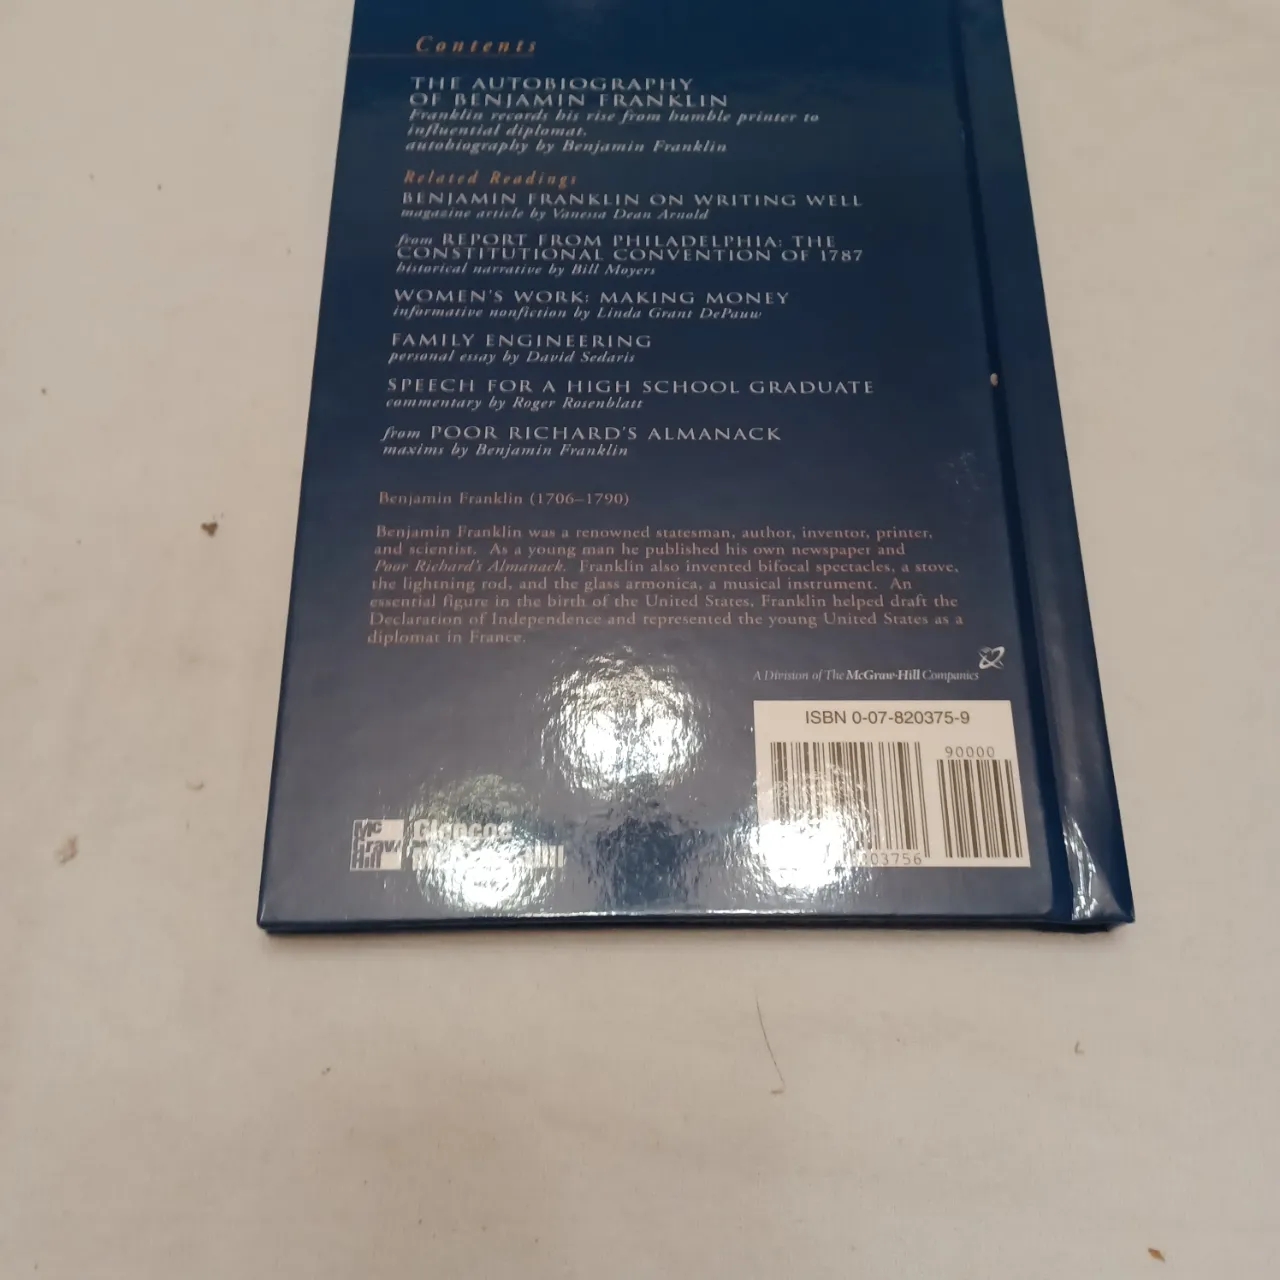 Contents
THE AUTOBIOGRAPHY
OF BENJAMIN FRANKLIN
Franklin records his rise from humble printer to
influential diplomat.
autobiography by Benjamin Franklin
Related Readings
BENJAMIN FRANKLIN ON WRITING WELL
magazine article by Vanessa Dean Arnold
from REPORT FROM PHILADELPHIA: THE
CONSTITUTIONAL CONVENTION OF 1787
historical narrative by Bill Moyers
WOMEN'S WORK: MAKING MONEY
informative nonfiction by Linda Grant DePauw
FAMILY ENGINEERING
personal essay by David Sedaris
SPEECH FOR A HIGH SCHOOL GRADUATE
commentary by Roger Rosenblatt
from POOR RICHARD'S ALMANACK
maxims by Benjamin Franklin
Benjamin Franklin (1706–1790)
Benjamin Franklin was a renowned statesman, author, inventor, printer,
and scientist. As a young man he published his own newspaper and
Poor Richard's Almanack. Franklin also invented bifocal spectacles, a stove,
the lightning rod, and the glass armonica, a musical instrument. An
essential figure in the birth of the United States, Franklin helped draft the
Declaration of Independence and represented the young United States as a
diplomat in France.
A Division of The McGraw-Hill Companies
ISBN 0-07-820375-9
90000
03756
Mc
Graw
Hill
Glencoe